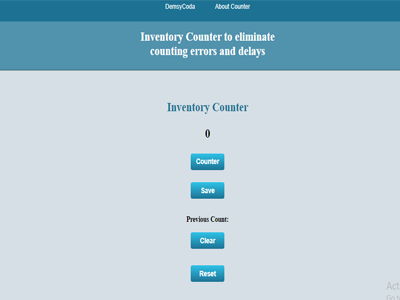 DemsyCoda About Counter
Inventory Counter to eliminate
counting errors and delays
Inventory Counter
0
Counter
Save
Previous Count:
Clear
Reset
Act
Go t